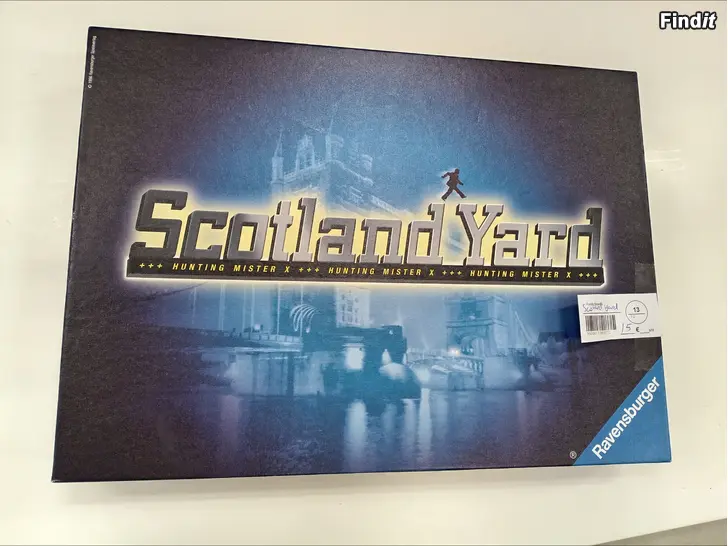 Findit
Scotland Yard
+++ HUNTING MISTER X +++ HUNTING MISTER X +++ HUNTING MISTER X +++
Scotland Yard
13
15 €
Ravensburger
®